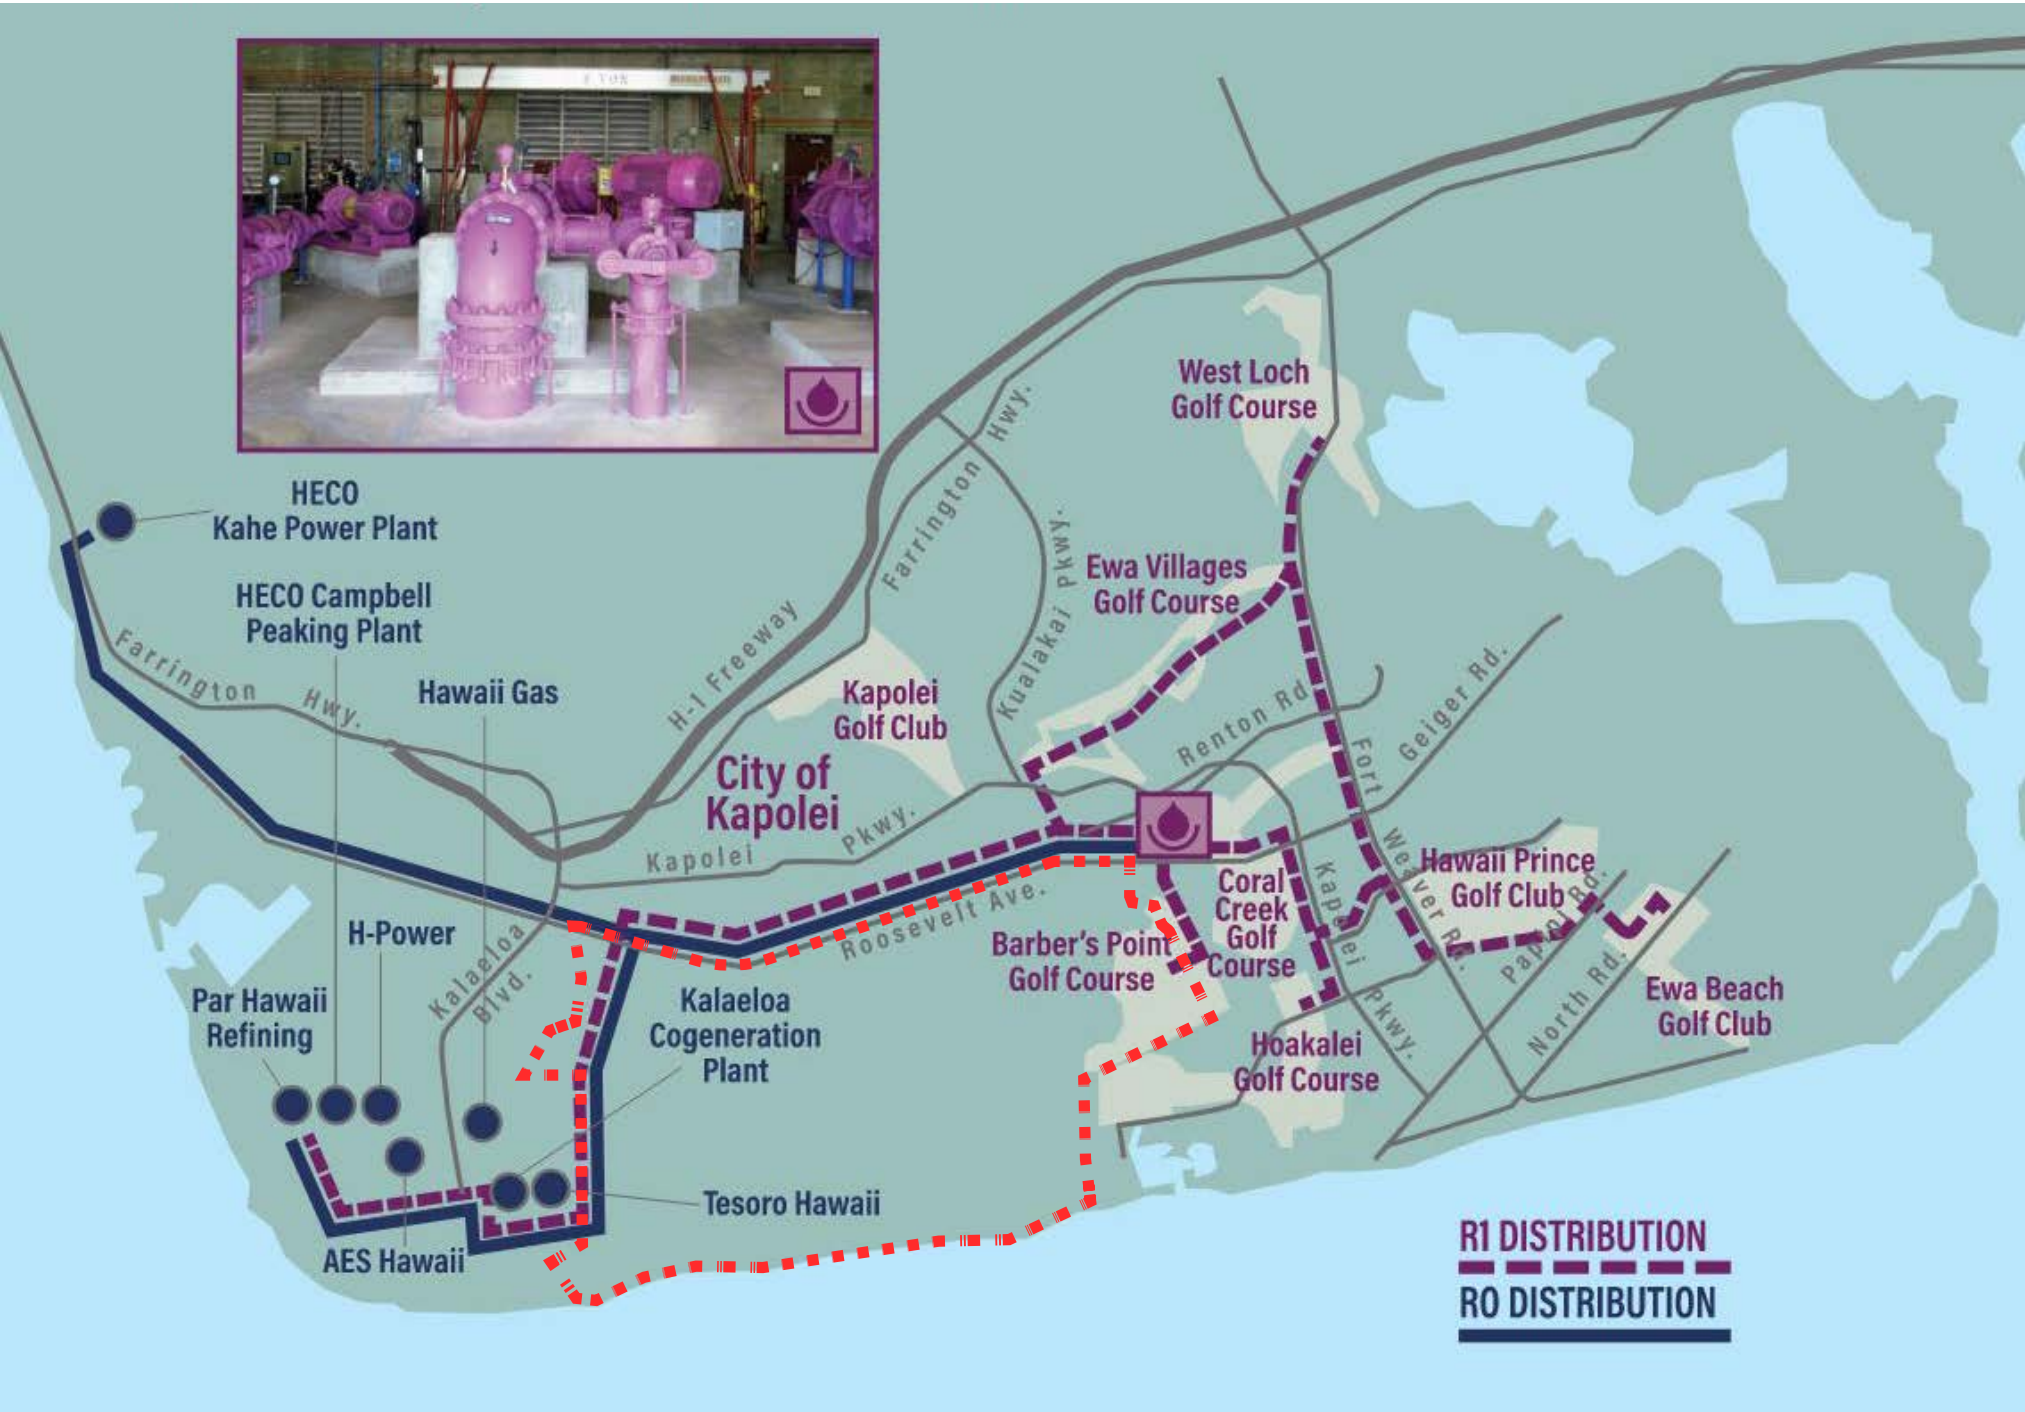 HECO
Kahe Power Plant
HECO Campbell
Peaking Plant
Hawaii Gas
Farrington Hwy.
H-1 Freeway
Farrington Hwy.
Kualakai Pkwy.
West Loch
Golf Course
Ewa Villages
Golf Course
Kapolei
Golf Club
City of
Kapolei
Kapolei Pkwy.
Renton Rd
Geiger Rd.
Fort Weaver Rd.
Roosevelt Ave.
Kalaeloa
Blvd.
H-Power
Par Hawaii
Refining
Kalaeloa
Cogeneration
Plant
Tesoro Hawaii
AES Hawaii
Barber's Point
Golf Course
Coral
Creek
Golf
Course
Kapolei Pkwy.
Hawaii Prince
Golf Club
Papipi Rd.
North Rd.
Hoakalei
Golf Course
Ewa Beach
Golf Club
R1 DISTRIBUTION
RO DISTRIBUTION